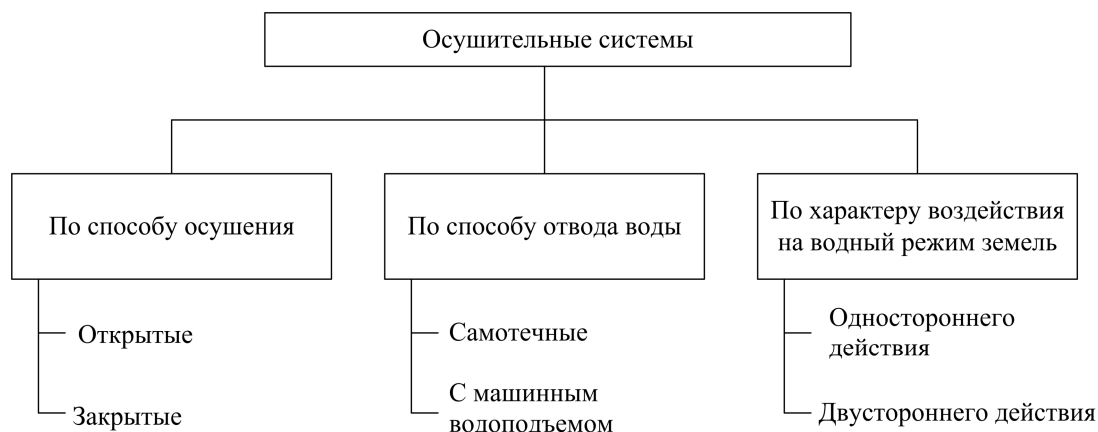 Осушительные системы
По способу осушения
По способу отвода воды
По характеру воздействия
на водный режим земель
Открытые
Закрытые
Самотечные
С машинным
водоподъемом
Одностороннего
действия
Двустороннего действия